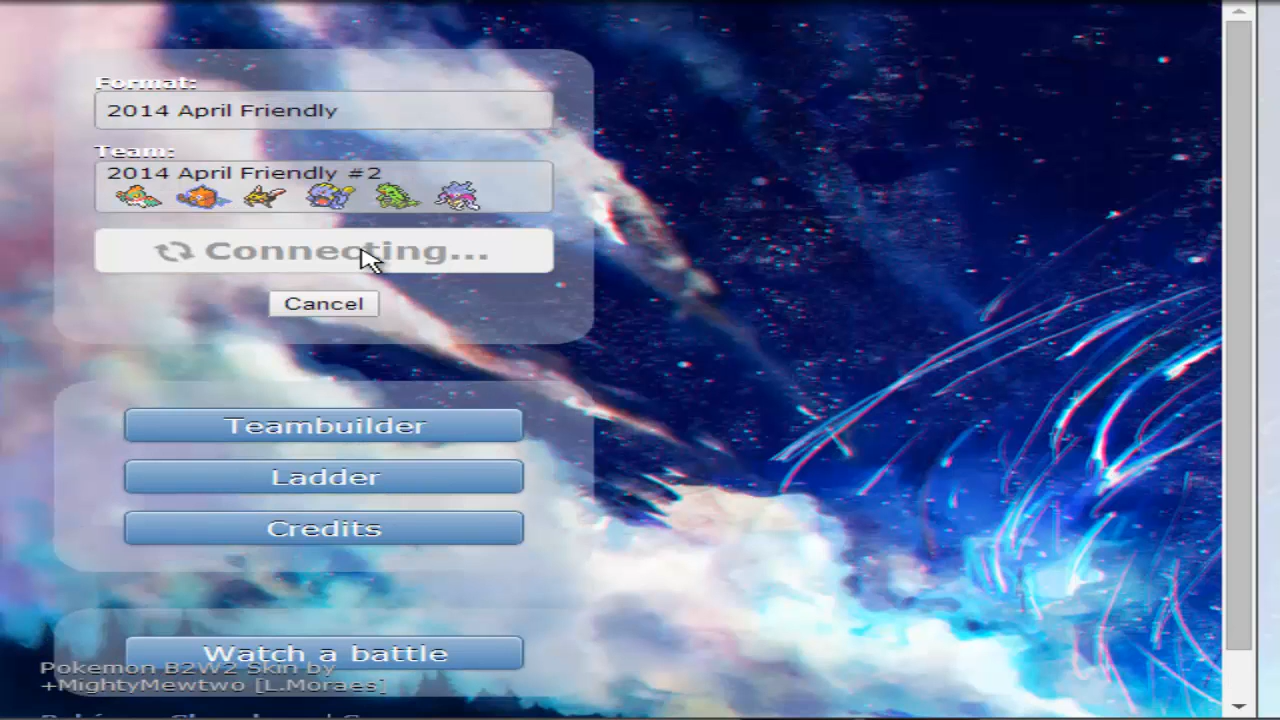 Format:
2014 April Friendly
Team:
2014 April Friendly #2
Connecting...
Cancel
Teambuilder
Ladder
Credits
Watch a battle
Pokemon B2W2 Skin by
+MightyMewtwo [L.Moraes]